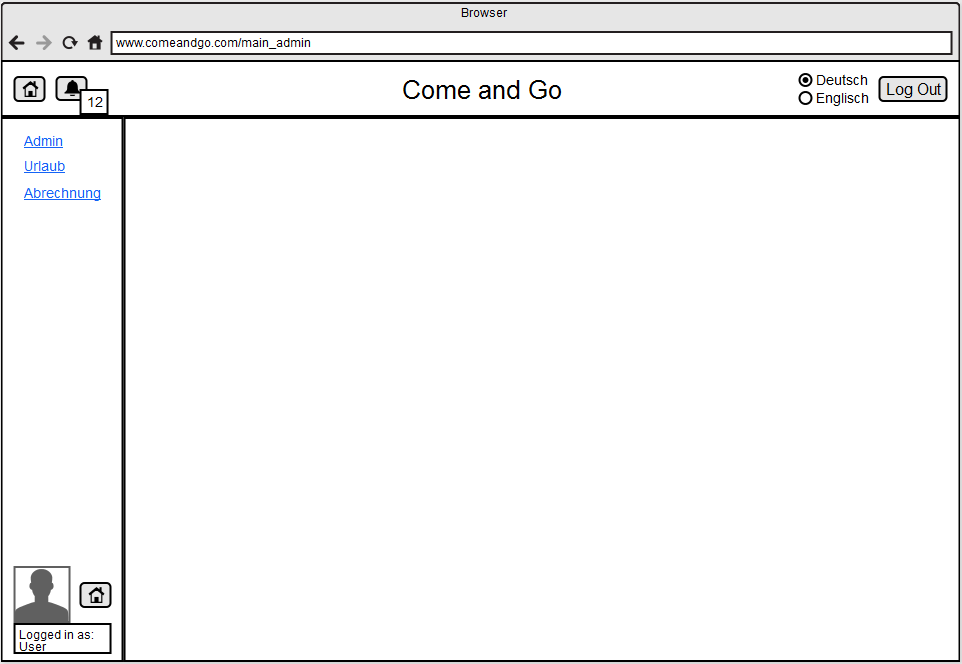 Browser
www.comeandgo.com/main_admin
12
Come and Go
Deutsch
Englisch
Log Out
Admin
Urlaub
Abrechnung
Logged in as:
User